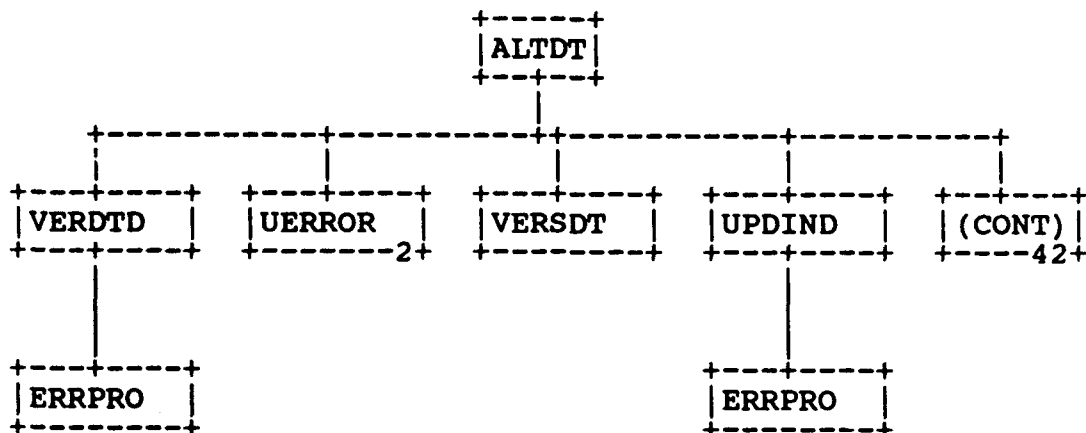 ALTDT
VERDTD UERROR VERSDT UPDIND (CONT)
2 42
ERRPRO ERRPRO